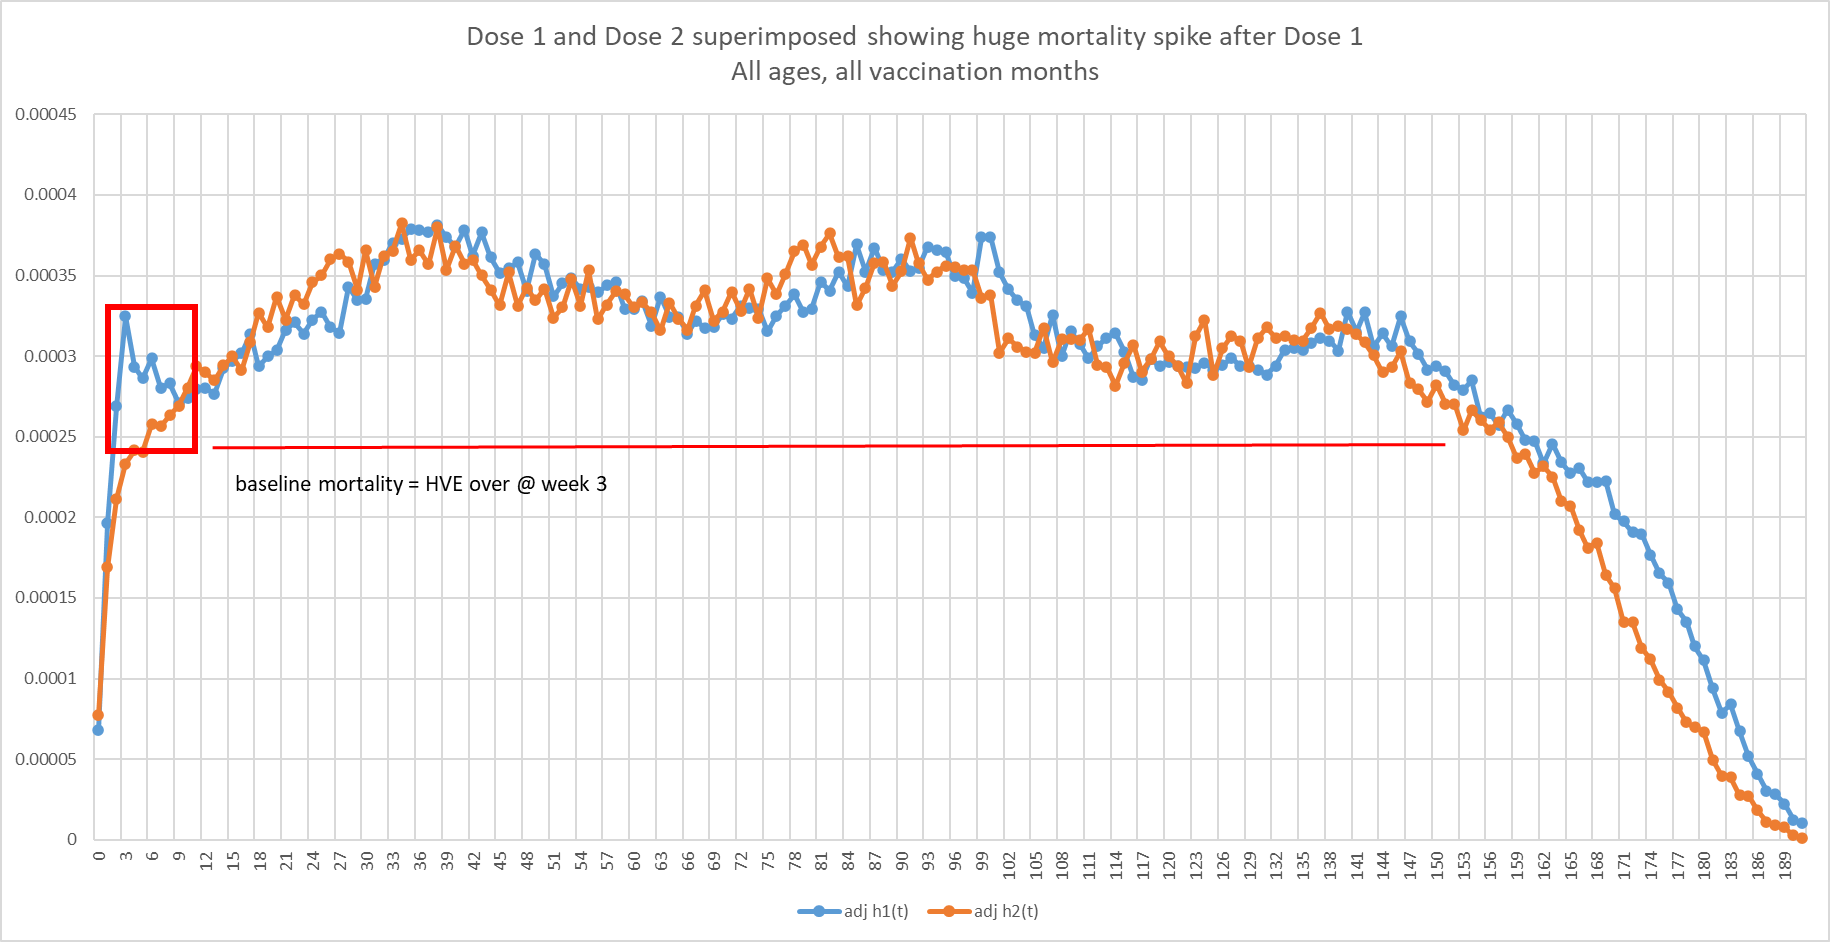 Dose 1 and Dose 2 superimposed showing huge mortality spike after Dose 1
All ages, all vaccination months
0.00045
0.0004
0.00035
0.0003
0.00025
0.0002
0.00015
0.0001
0.00005
0
baseline mortality = HVE over @ week 3
0 3 6 9 12 15 18 21 24 27 30 33 36 39 42 45 48 51 54 57 60 63 66 69 72 75 78 81 84 87 90 93 96 99 102 105 108 111 114 117 120 123 126 129 132 135 138 141 144 147 150 153 156 159 162 165 168 171 174 177 180 183 186 189
adj h1(t) adj h2(t)